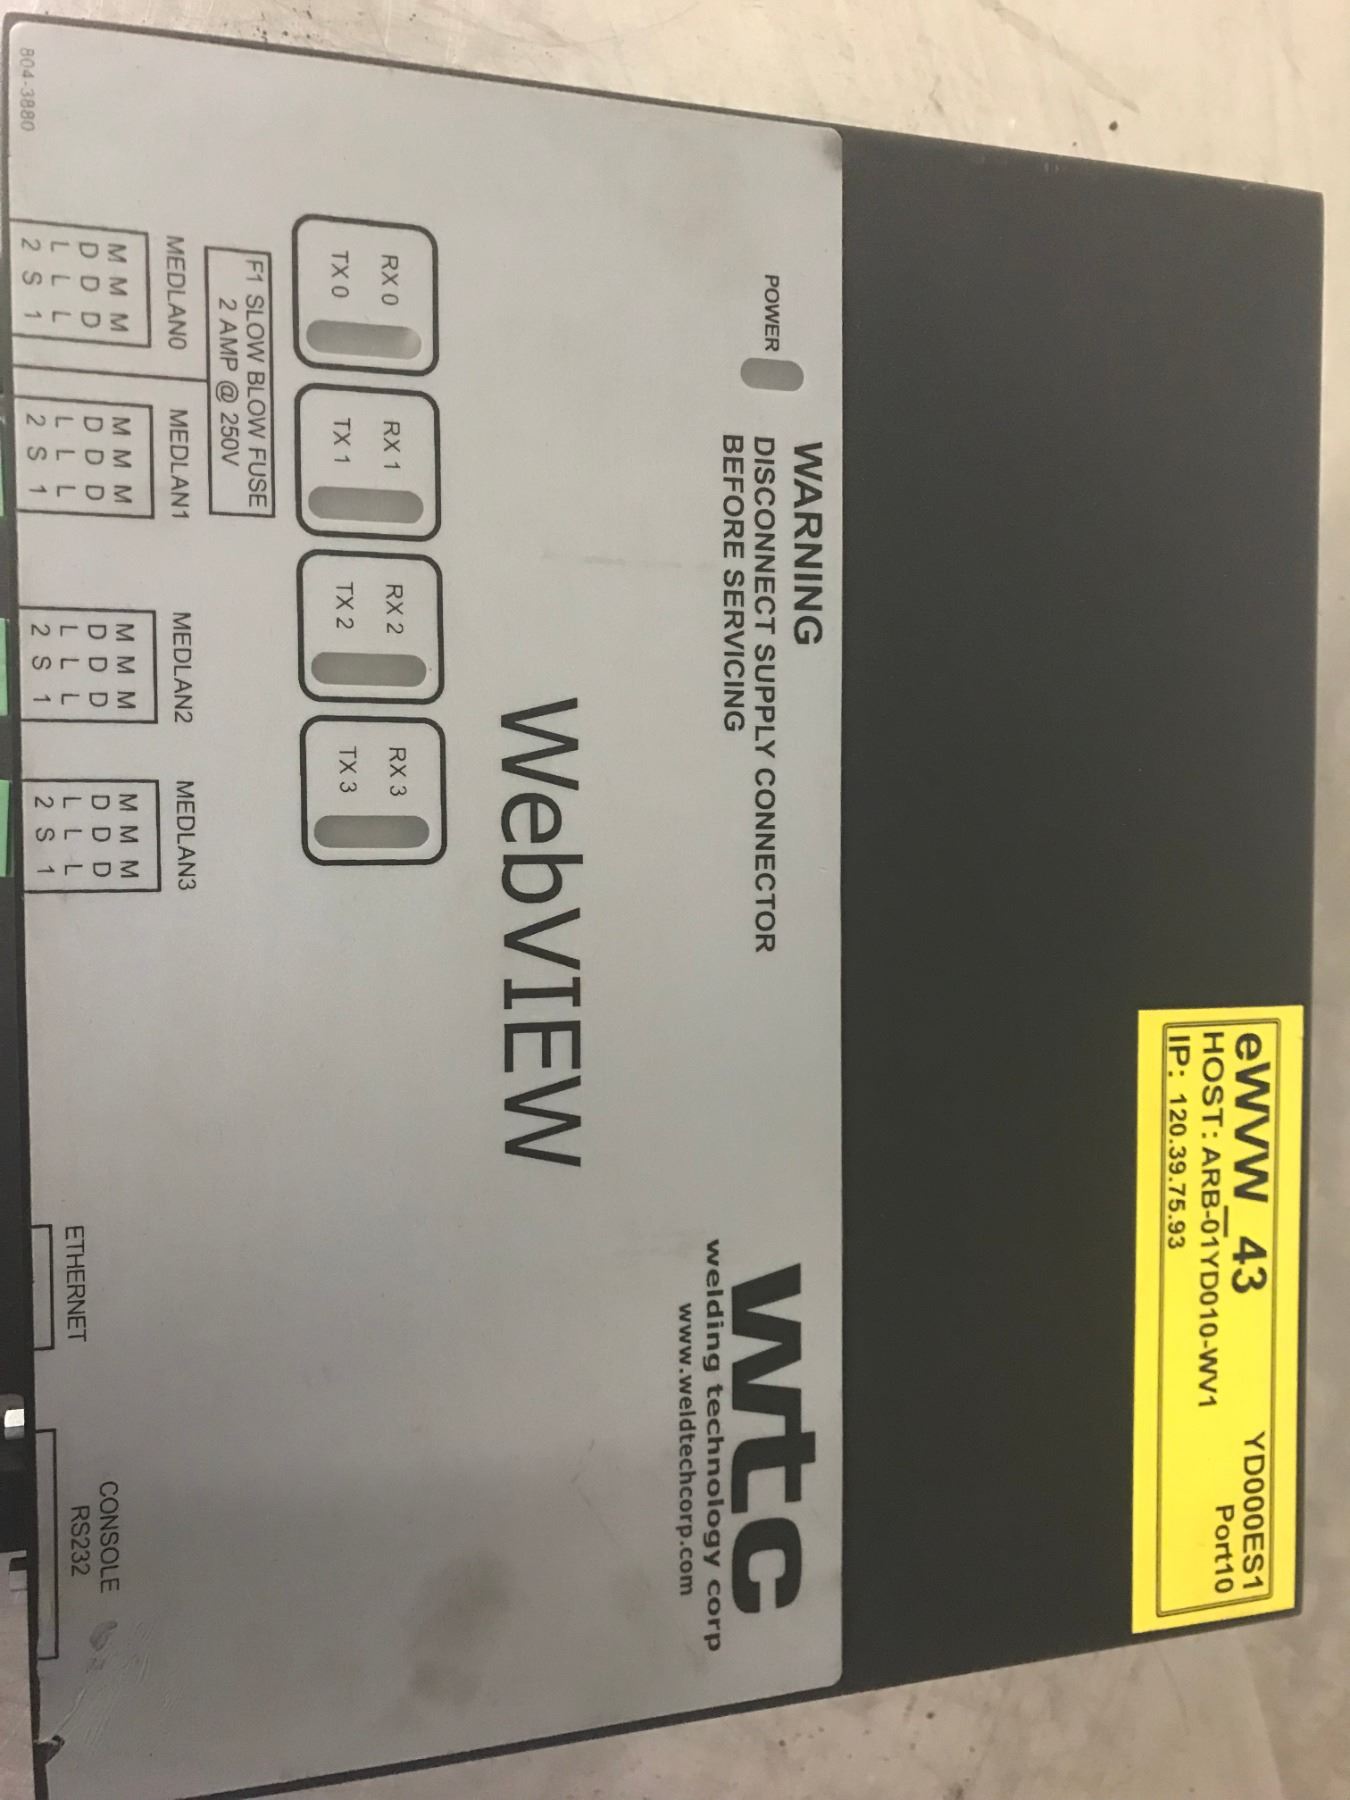 eWVW_43 YD000ES1
HOST: ARB-01YD010-WV1 Port10
IP: 120.39.75.93
POWER
WARNING
DISCONNECT SUPPLY CONNECTOR
BEFORE SERVICING
wtc
welding technology corp
www.weldtechcorp.com
WebVIEW
RX 0
TX 0
RX 1
TX 1
RX 2
TX 2
RX 3
TX 3
F1 SLOW BLOW FUSE
2 AMP @ 250V
MEDLAN0 MEDLAN1 MEDLAN2 MEDLAN3
M M M M M M M M M M M M
D D D D D D D D D D D D
L L L L L L L L L L L L
2 S 1 2 S 1 2 S 1 2 S 1
ETHERNET
CONSOLE
RS232
804-3880